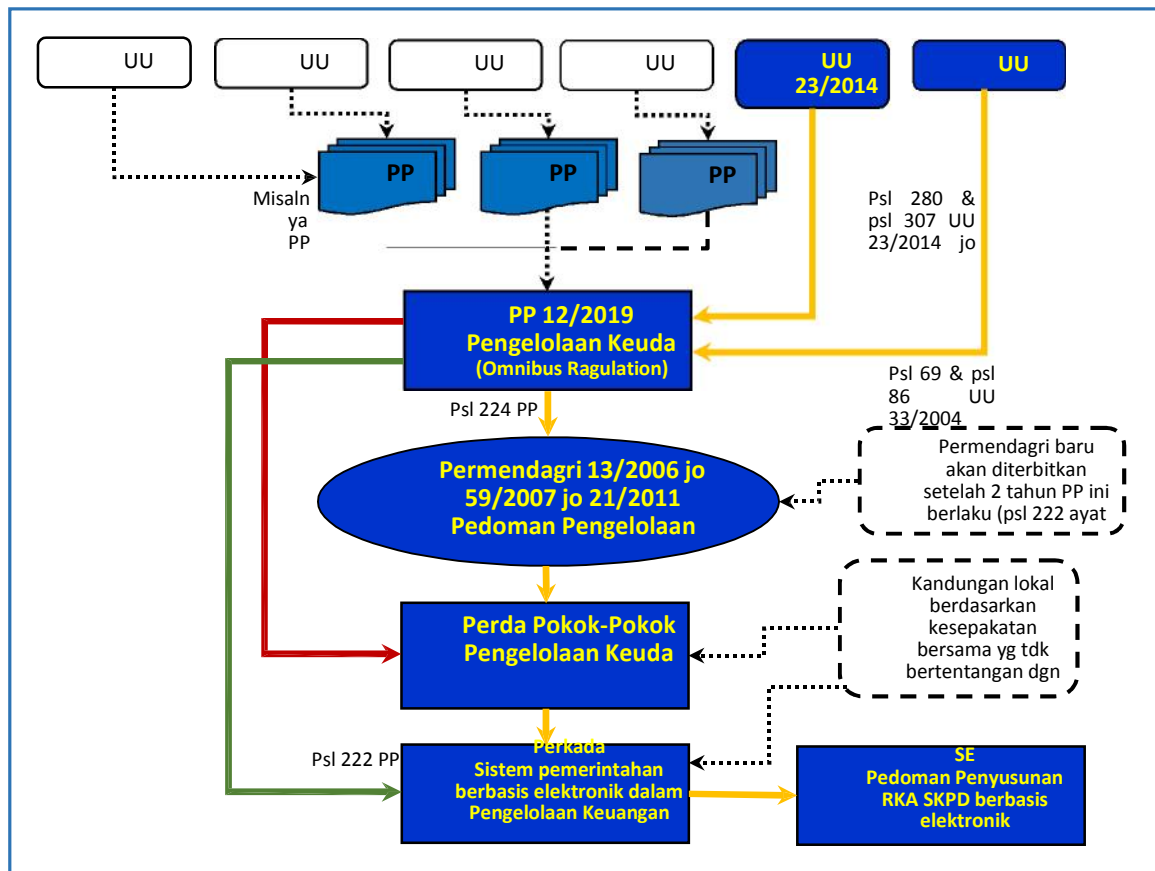 UU
UU
UU
UU
UU
23/2014
UU
PP
PP
PP
Misaln
ya
PP
Psl 280 &
psl 307 UU
23/2014 jo
PP 12/2019
Pengelolaan Keuda
(Omnibus Ragulation)
Psl 69 & psl
86 UU
33/2004
Psl 224 PP
Permendagri 13/2006 jo
59/2007 jo 21/2011
Pedoman Pengelolaan
Permendagri baru
akan diterbitkan
setelah 2 tahun PP ini
berlaku (psl 222 ayat
Kandungan lokal
berdasarkan
kesepakatan
bersama yg tdk
bertentangan dgn
Perda Pokok-Pokok
Pengelolaan Keuda
Psl 222 PP
Perkada
Sistem pemerintahan
berbasis elektronik dalam
Pengelolaan Keuangan
SE
Pedoman Penyusunan
RKA SKPD berbasis
elektronik